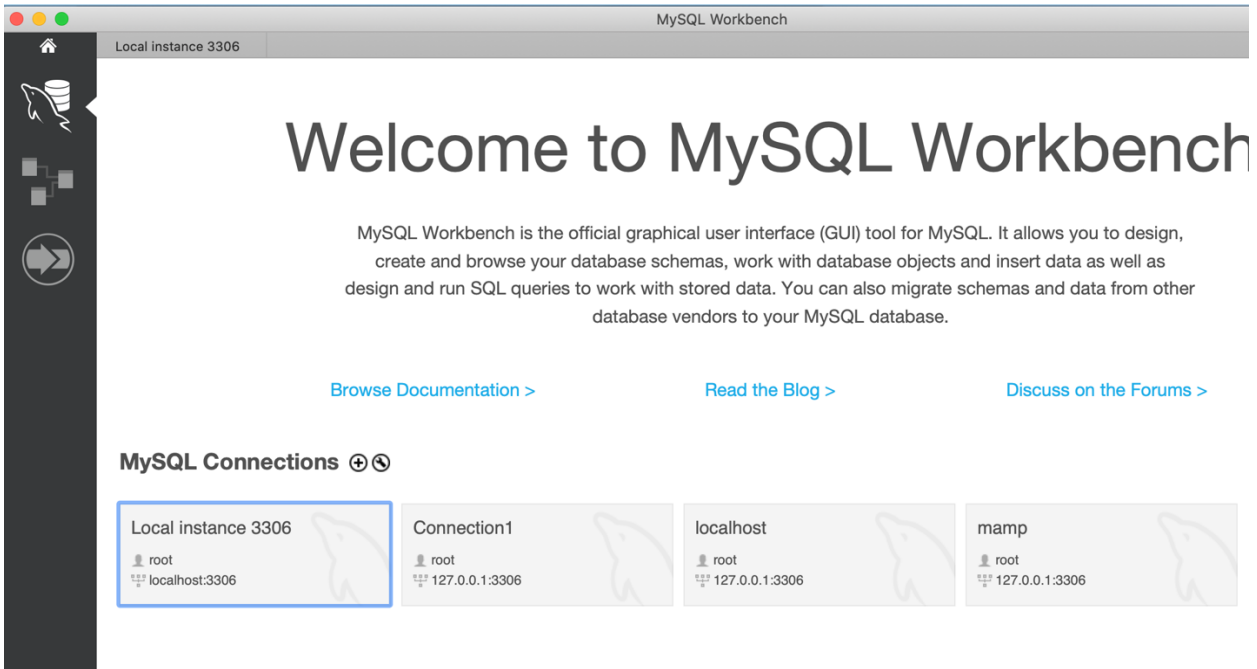 MySQL Workbench
Local instance 3306
Welcome to MySQL Workbench
MySQL Workbench is the official graphical user interface (GUI) tool for MySQL. It allows you to design,
create and browse your database schemas, work with database objects and insert data as well as
design and run SQL queries to work with stored data. You can also migrate schemas and data from other
database vendors to your MySQL database.
Browse Documentation > Read the Blog > Discuss on the Forums >
MySQL Connections
Local instance 3306 Connection1 localhost mamp
root root root root
localhost:3306 127.0.0.1:3306 127.0.0.1:3306 127.0.0.1:3306